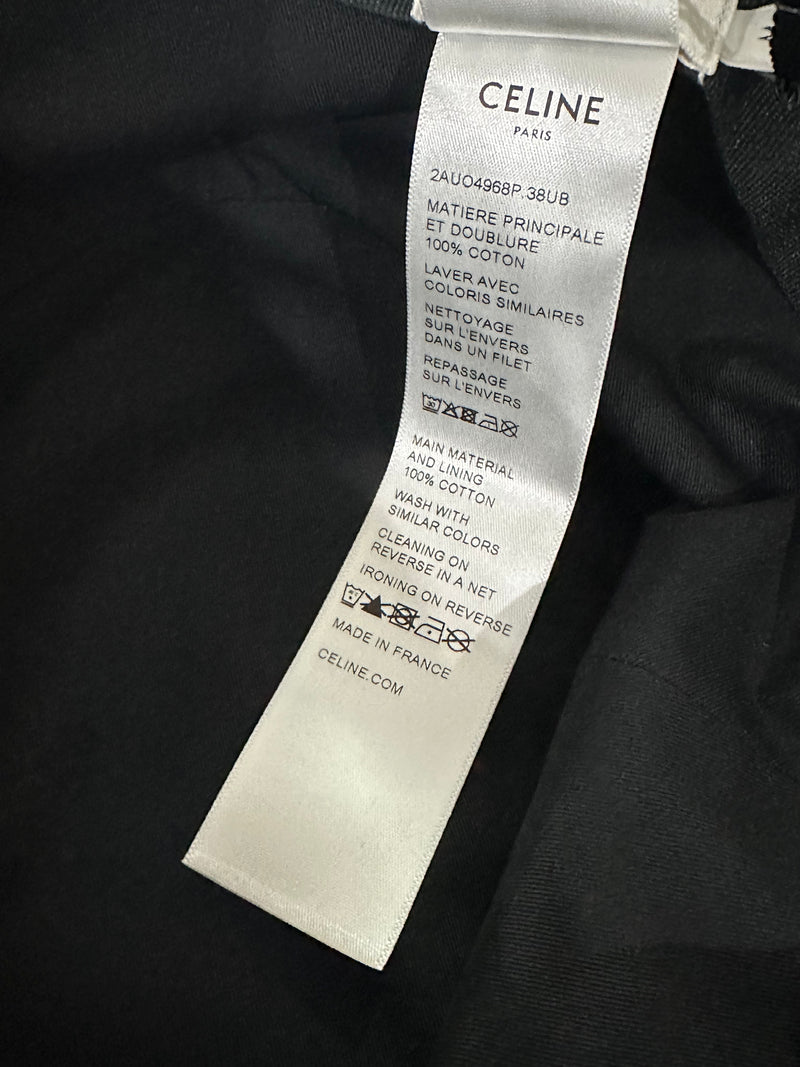 CELINE
PARIS
2AUO4968P.38UB
MATIERE PRINCIPALE
ET DOUBLURE
100% COTON
LAVER AVEC
COLORIS SIMILAIRES
NETTOYAGE
SUR L'ENVERS
DANS UN FILET
REPASSAGE
SUR L'ENVERS
MAIN MATERIAL
AND LINING
100% COTTON
WASH WITH
SIMILAR COLORS
CLEANING ON
REVERSE IN A NET
IRONING ON REVERSE
MADE IN FRANCE
CELINE.COM